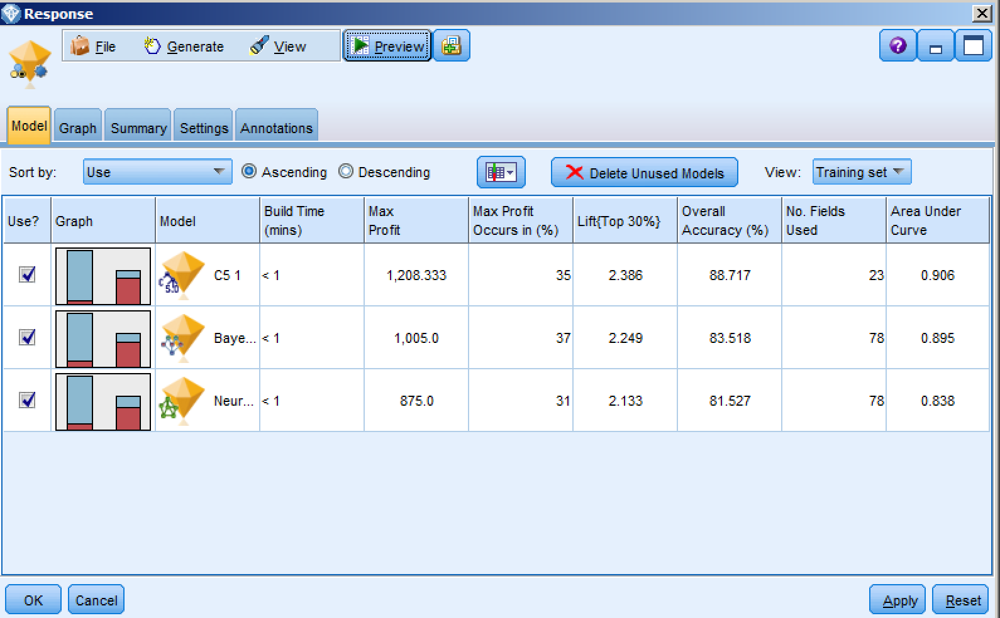 Response
File Generate View Preview
Model Graph Summary Settings Annotations
Sort by: Use Ascending Descending Delete Unused Models View: Training set
Use? Graph Model Build Time (mins) Max Profit Max Profit Occurs in (%) Lift{Top 30%} Overall Accuracy (%) No. Fields Used Area Under Curve
C 5.0 C5 1 < 1 1,208.333 35 2.386 88.717 23 0.906
Baye... < 1 1,005.0 37 2.249 83.518 78 0.895
Neur... < 1 875.0 31 2.133 81.527 78 0.838
OK Cancel Apply Reset